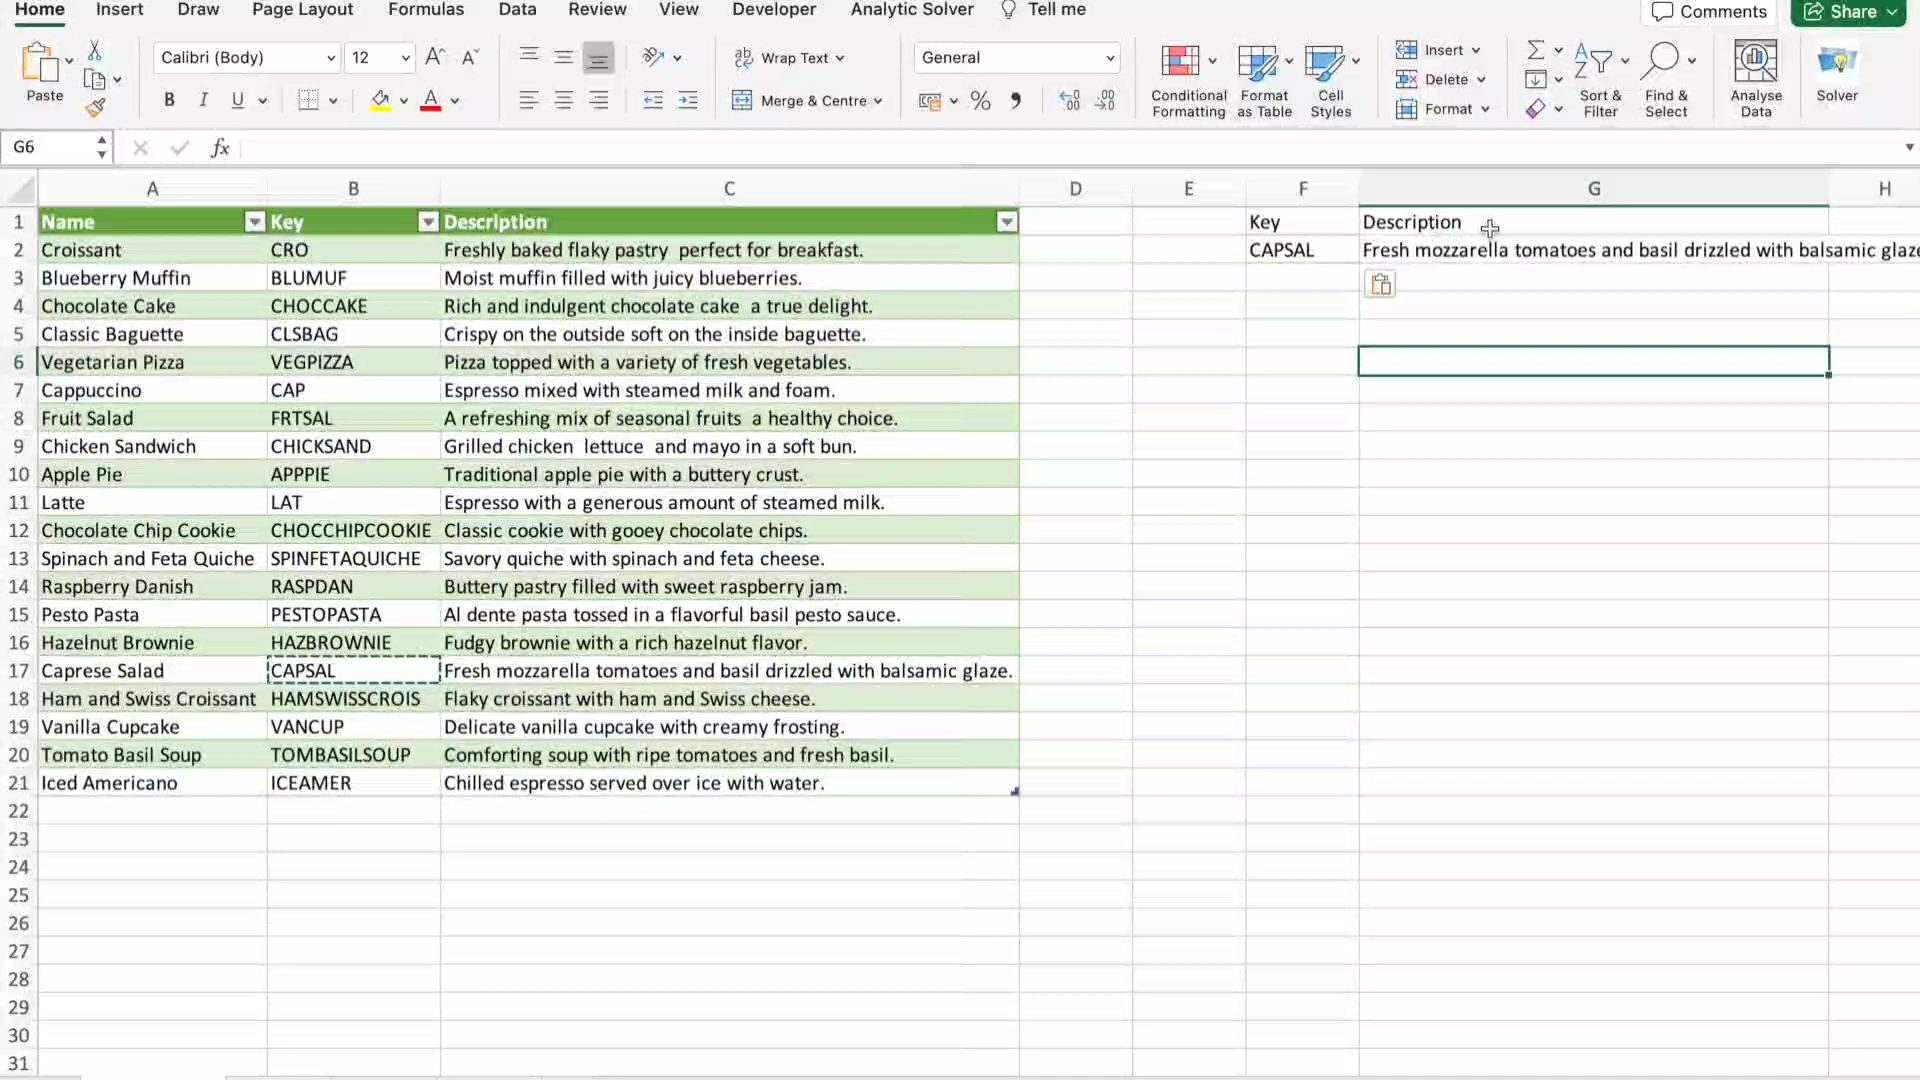 Home Insert Draw Page Layout Formulas Data Review View Developer Analytic Solver Tell me Comments Share
Paste Calibri (Body) 12 A^ A˅ Wrap Text General Insert
B I U A Merge & Centre % Conditional Formatting Format as Table Cell Styles Delete Format Sort & Filter Find & Select Analyse Data Solver
G6 fx
A B C D E F G H
1 Name Key Description Key Description
2 Croissant CRO Freshly baked flaky pastry  perfect for breakfast. CAPSAL Fresh mozzarella tomatoes and basil drizzled with balsamic glaze
3 Blueberry Muffin BLUMUF Moist muffin filled with juicy blueberries.
4 Chocolate Cake CHOCCAKE Rich and indulgent chocolate cake  a true delight.
5 Classic Baguette CLSBAG Crispy on the outside soft on the inside baguette.
6 Vegetarian Pizza VEGPIZZA Pizza topped with a variety of fresh vegetables.
7 Cappuccino CAP Espresso mixed with steamed milk and foam.
8 Fruit Salad FRTSAL A refreshing mix of seasonal fruits  a healthy choice.
9 Chicken Sandwich CHICKSAND Grilled chicken  lettuce  and mayo in a soft bun.
10 Apple Pie APPPIE Traditional apple pie with a buttery crust.
11 Latte LAT Espresso with a generous amount of steamed milk.
12 Chocolate Chip Cookie CHOCCHIPCOOKIE Classic cookie with gooey chocolate chips.
13 Spinach and Feta Quiche SPINFETAQUICHE Savory quiche with spinach and feta cheese.
14 Raspberry Danish RASPDAN Buttery pastry filled with sweet raspberry jam.
15 Pesto Pasta PESTOPASTA Al dente pasta tossed in a flavorful basil pesto sauce.
16 Hazelnut Brownie HAZBROWNIE Fudgy brownie with a rich hazelnut flavor.
17 Caprese Salad CAPSAL Fresh mozzarella tomatoes and basil drizzled with balsamic glaze.
18 Ham and Swiss Croissant HAMSWISSCROIS Flaky croissant with ham and Swiss cheese.
19 Vanilla Cupcake VANCUP Delicate vanilla cupcake with creamy frosting.
20 Tomato Basil Soup TOMBASILSOUP Comforting soup with ripe tomatoes and fresh basil.
21 Iced Americano ICEAMER Chilled espresso served over ice with water.
22
23
24
25
26
27
28
29
30
31